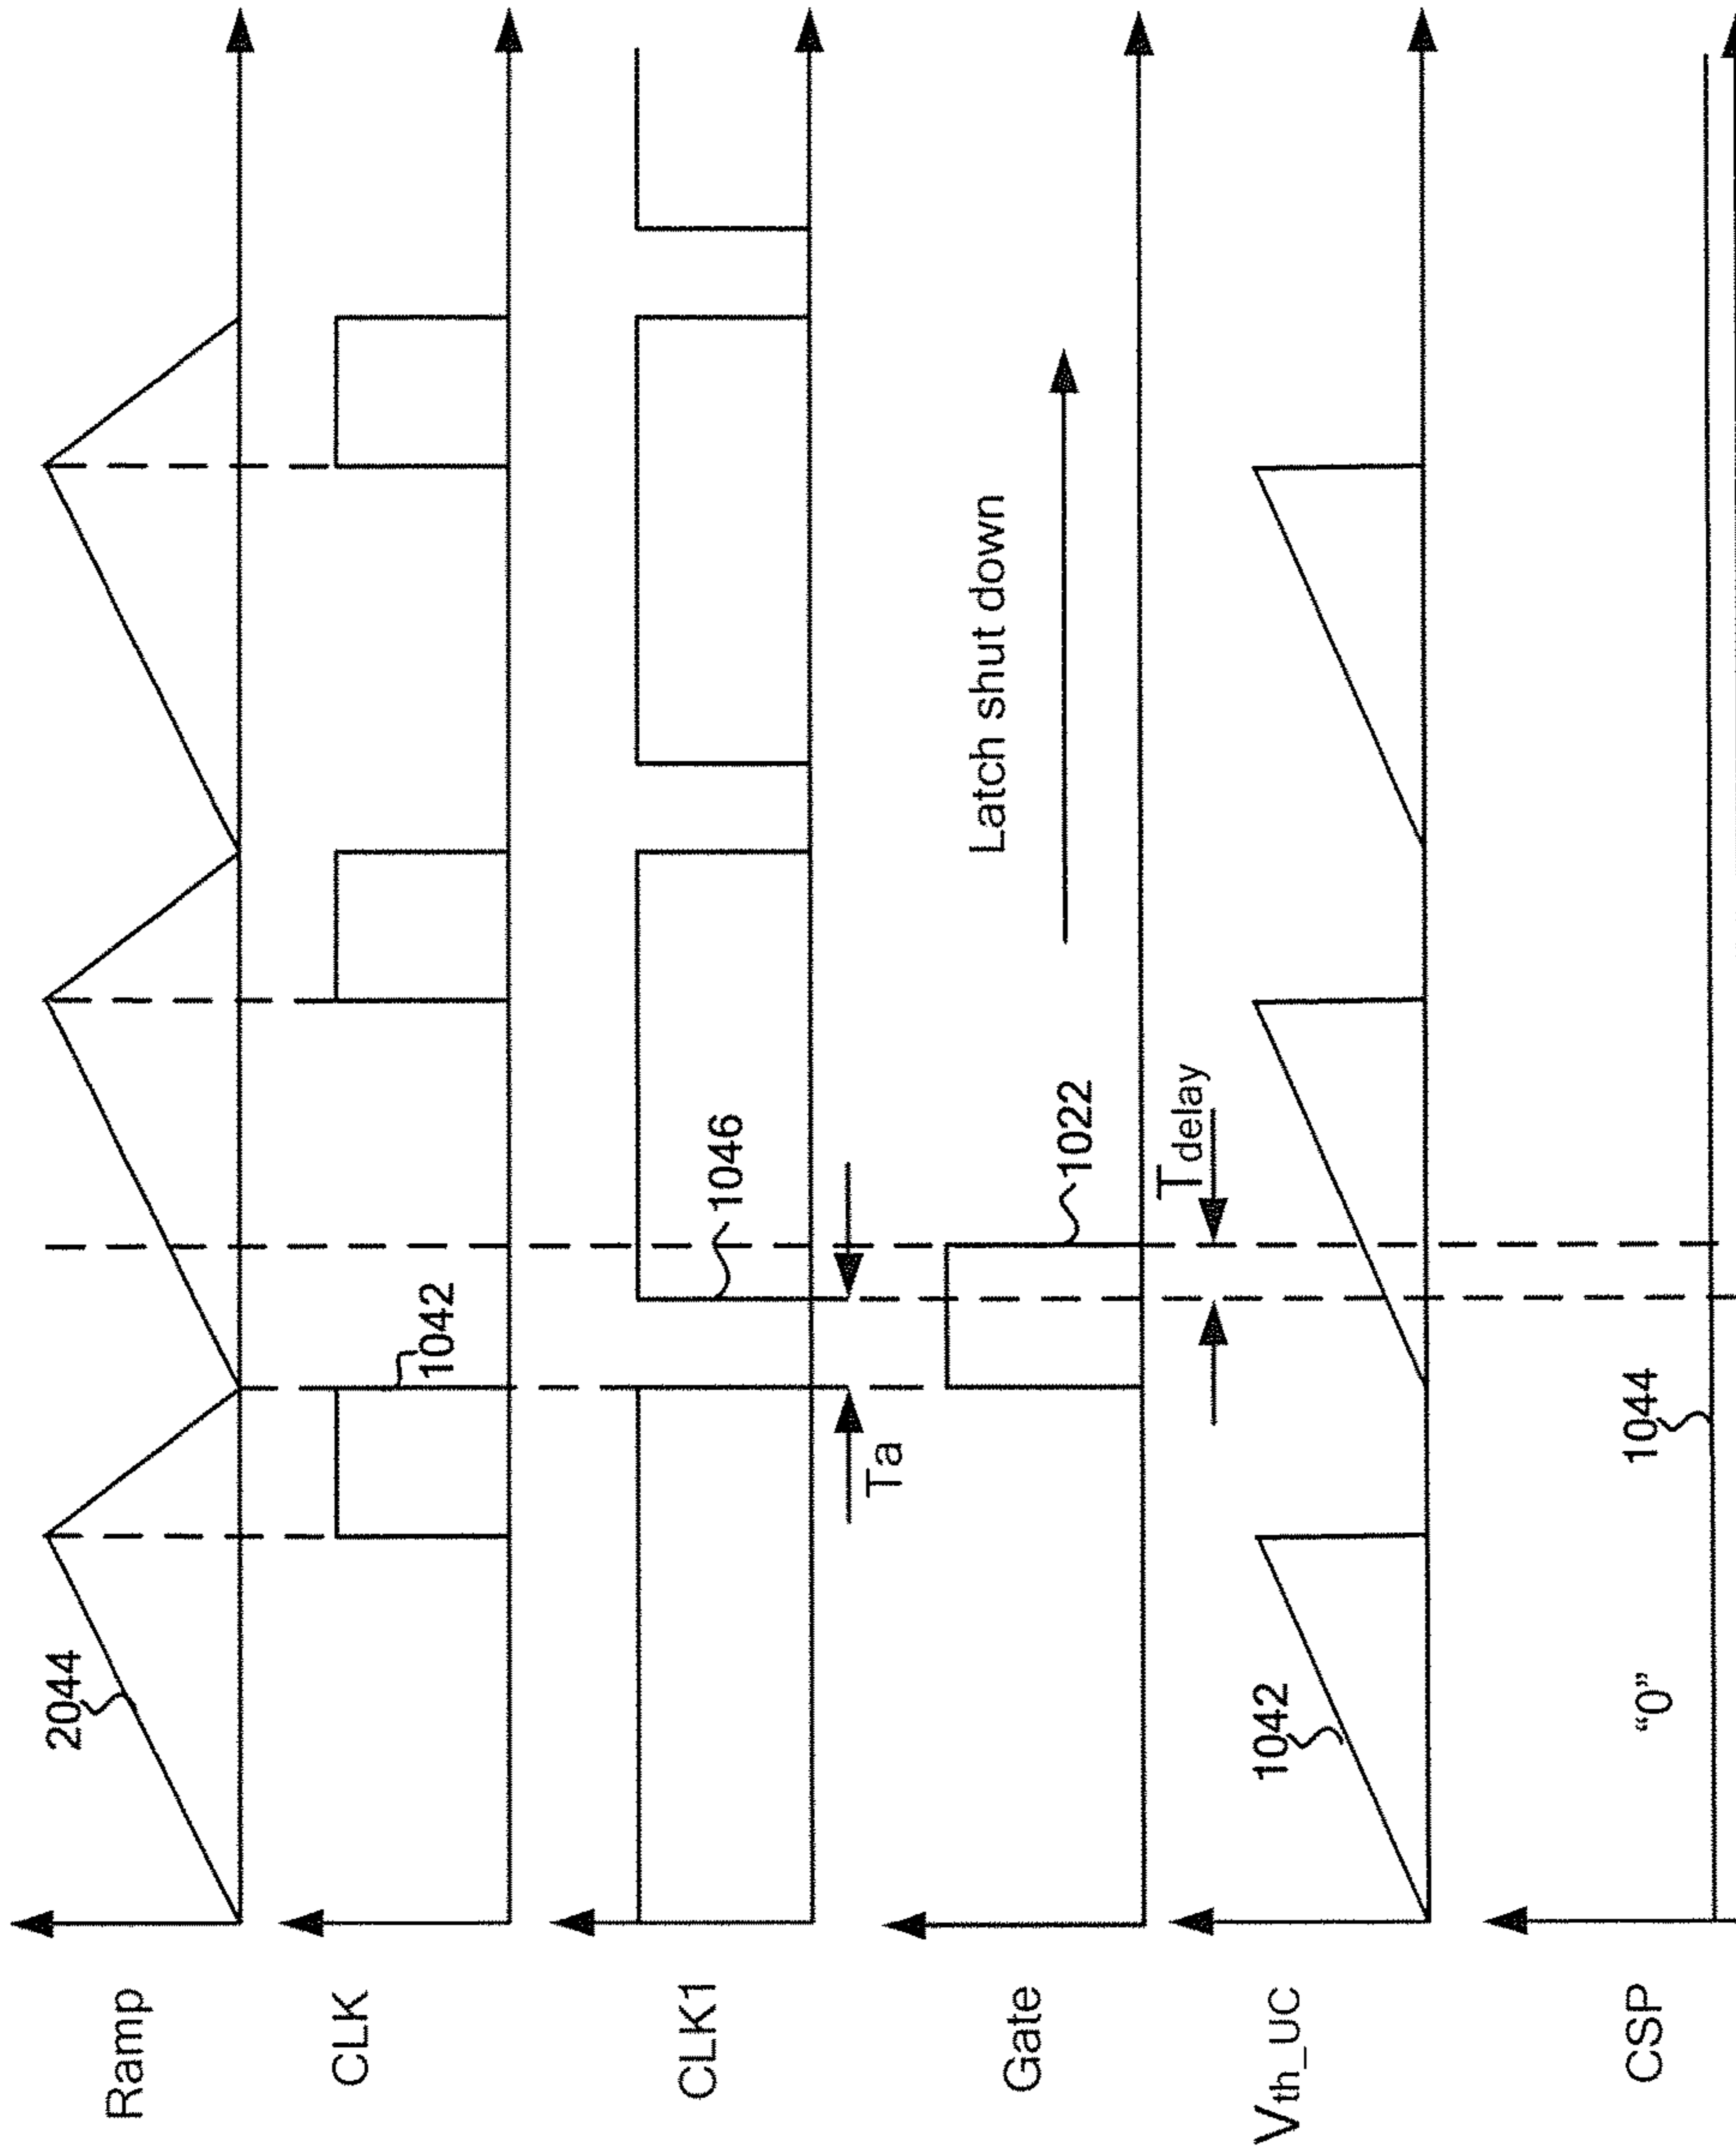 Ramp
2044
CLK
1042
CLK1
1046
Ta
Gate
Latch shut down
1022
Tdelay
Vth_UC
1042
CSP
"0"
1044